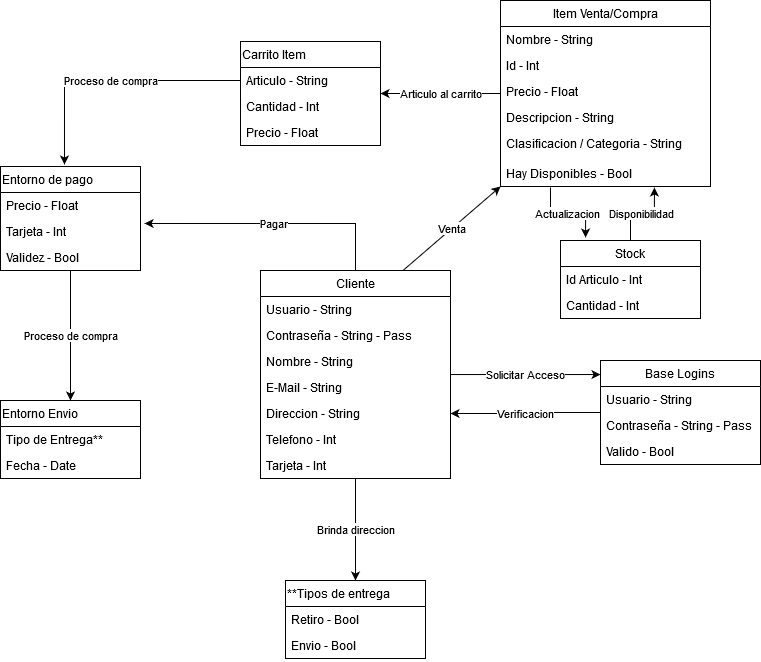 Item Venta/Compra
Nombre - String
Id - Int
Precio - Float
Descripcion - String
Clasificacion / Categoria - String
Hay Disponibles - Bool
Carrito Item
Articulo - String
Cantidad - Int
Precio - Float
Proceso de compra
Articulo al carrito
Entorno de pago
Precio - Float
Tarjeta - Int
Validez - Bool
Pagar
Venta
Actualizacion
Disponibilidad
Stock
Id Articulo - Int
Cantidad - Int
Cliente
Usuario - String
Contraseña - String - Pass
Nombre - String
E-Mail - String
Direccion - String
Telefono - Int
Tarjeta - Int
Proceso de compra
Solicitar Acceso
Verificacion
Base Logins
Usuario - String
Contraseña - String - Pass
Valido - Bool
Entorno Envio
Tipo de Entrega**
Fecha - Date
Brinda direccion
**Tipos de entrega
Retiro - Bool
Envio - Bool